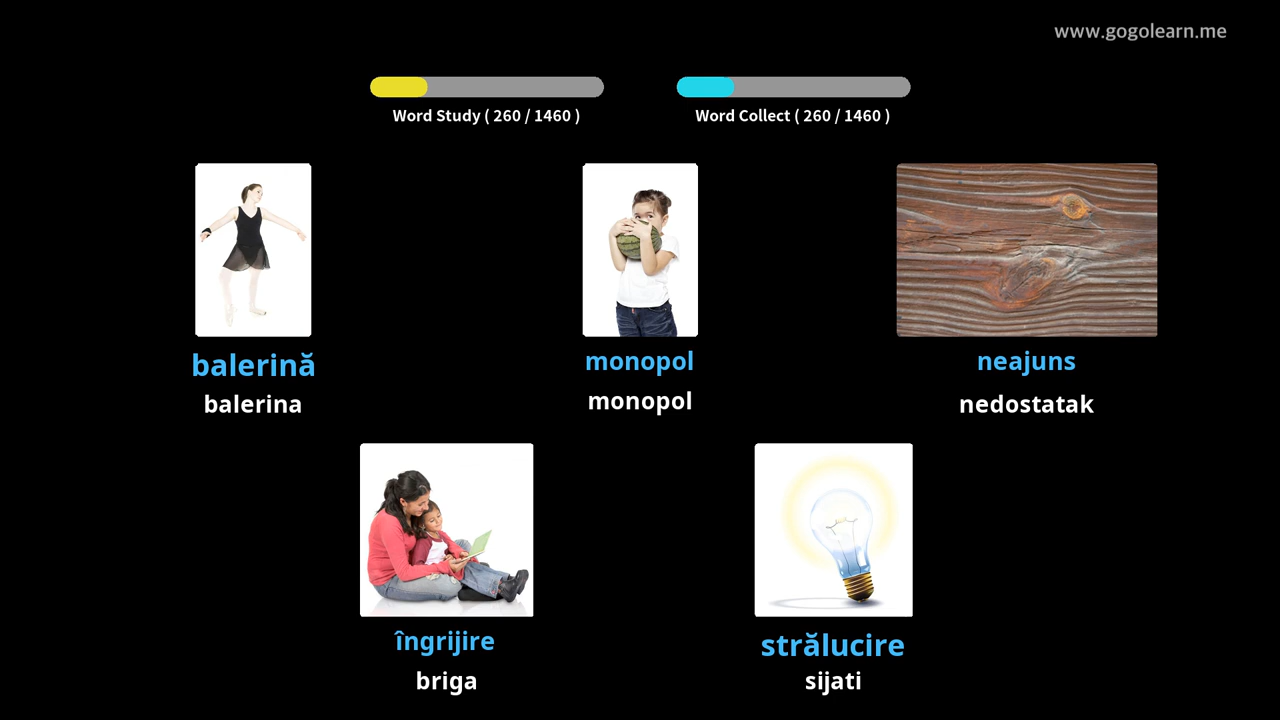 www.gogolearn.me
Word Study ( 260 / 1460 )
Word Collect ( 260 / 1460 )
balerină
balerina
monopol
monopol
neajuns
nedostatak
îngrijire
briga
strălucire
sijati